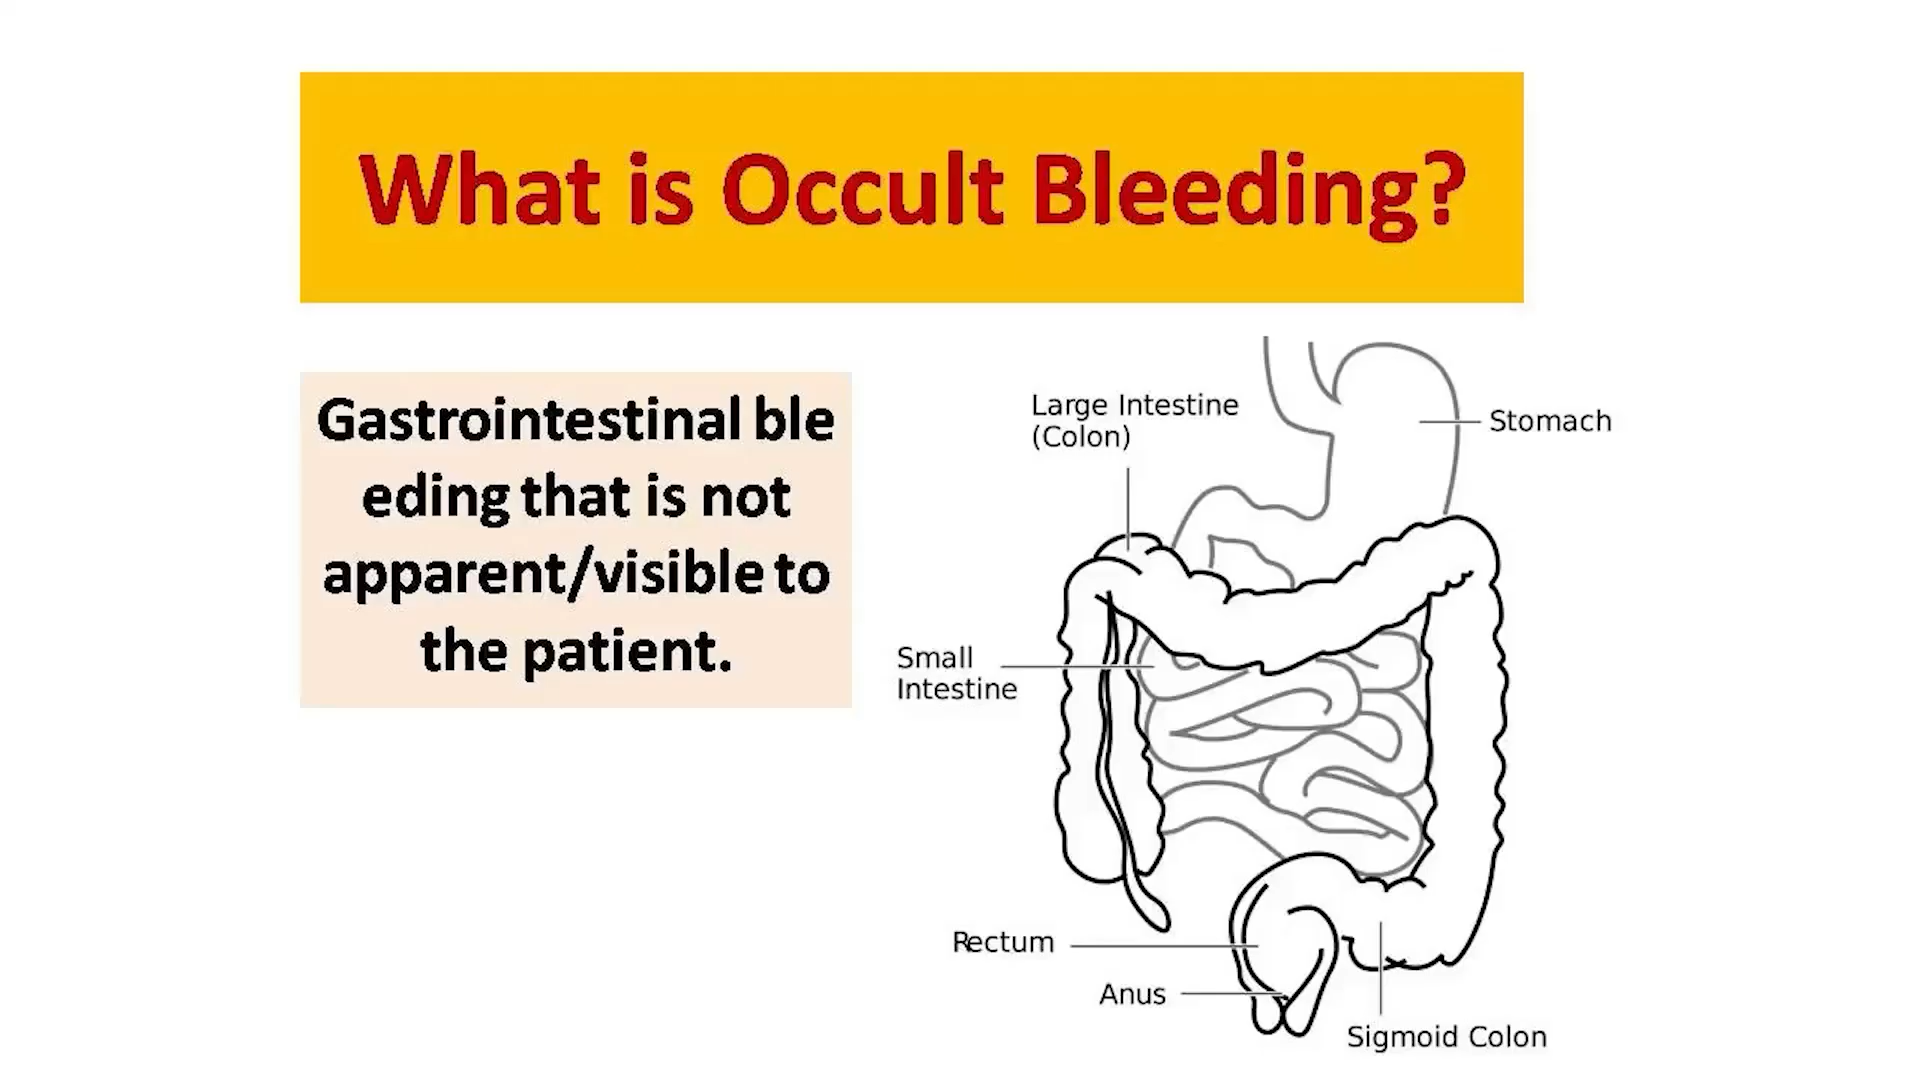 What is Occult Bleeding?
Gastrointestinal ble
eding that is not
apparent/visible to
the patient.
Large Intestine
(Colon)
Stomach
Small
Intestine
Rectum
Anus
Sigmoid Colon